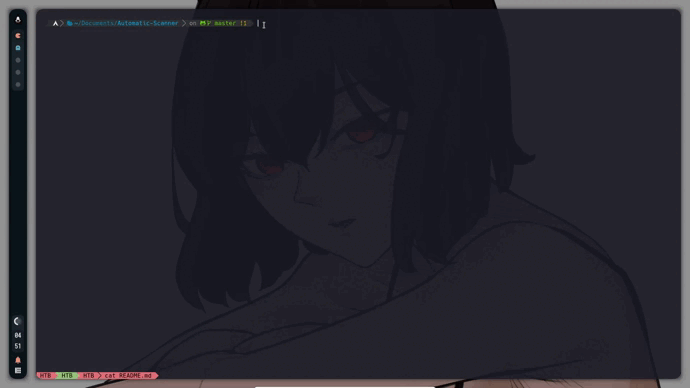 ~/Documents/Automatic-Scanner on master !1
04
51
HTB HTB HTB cat README.md